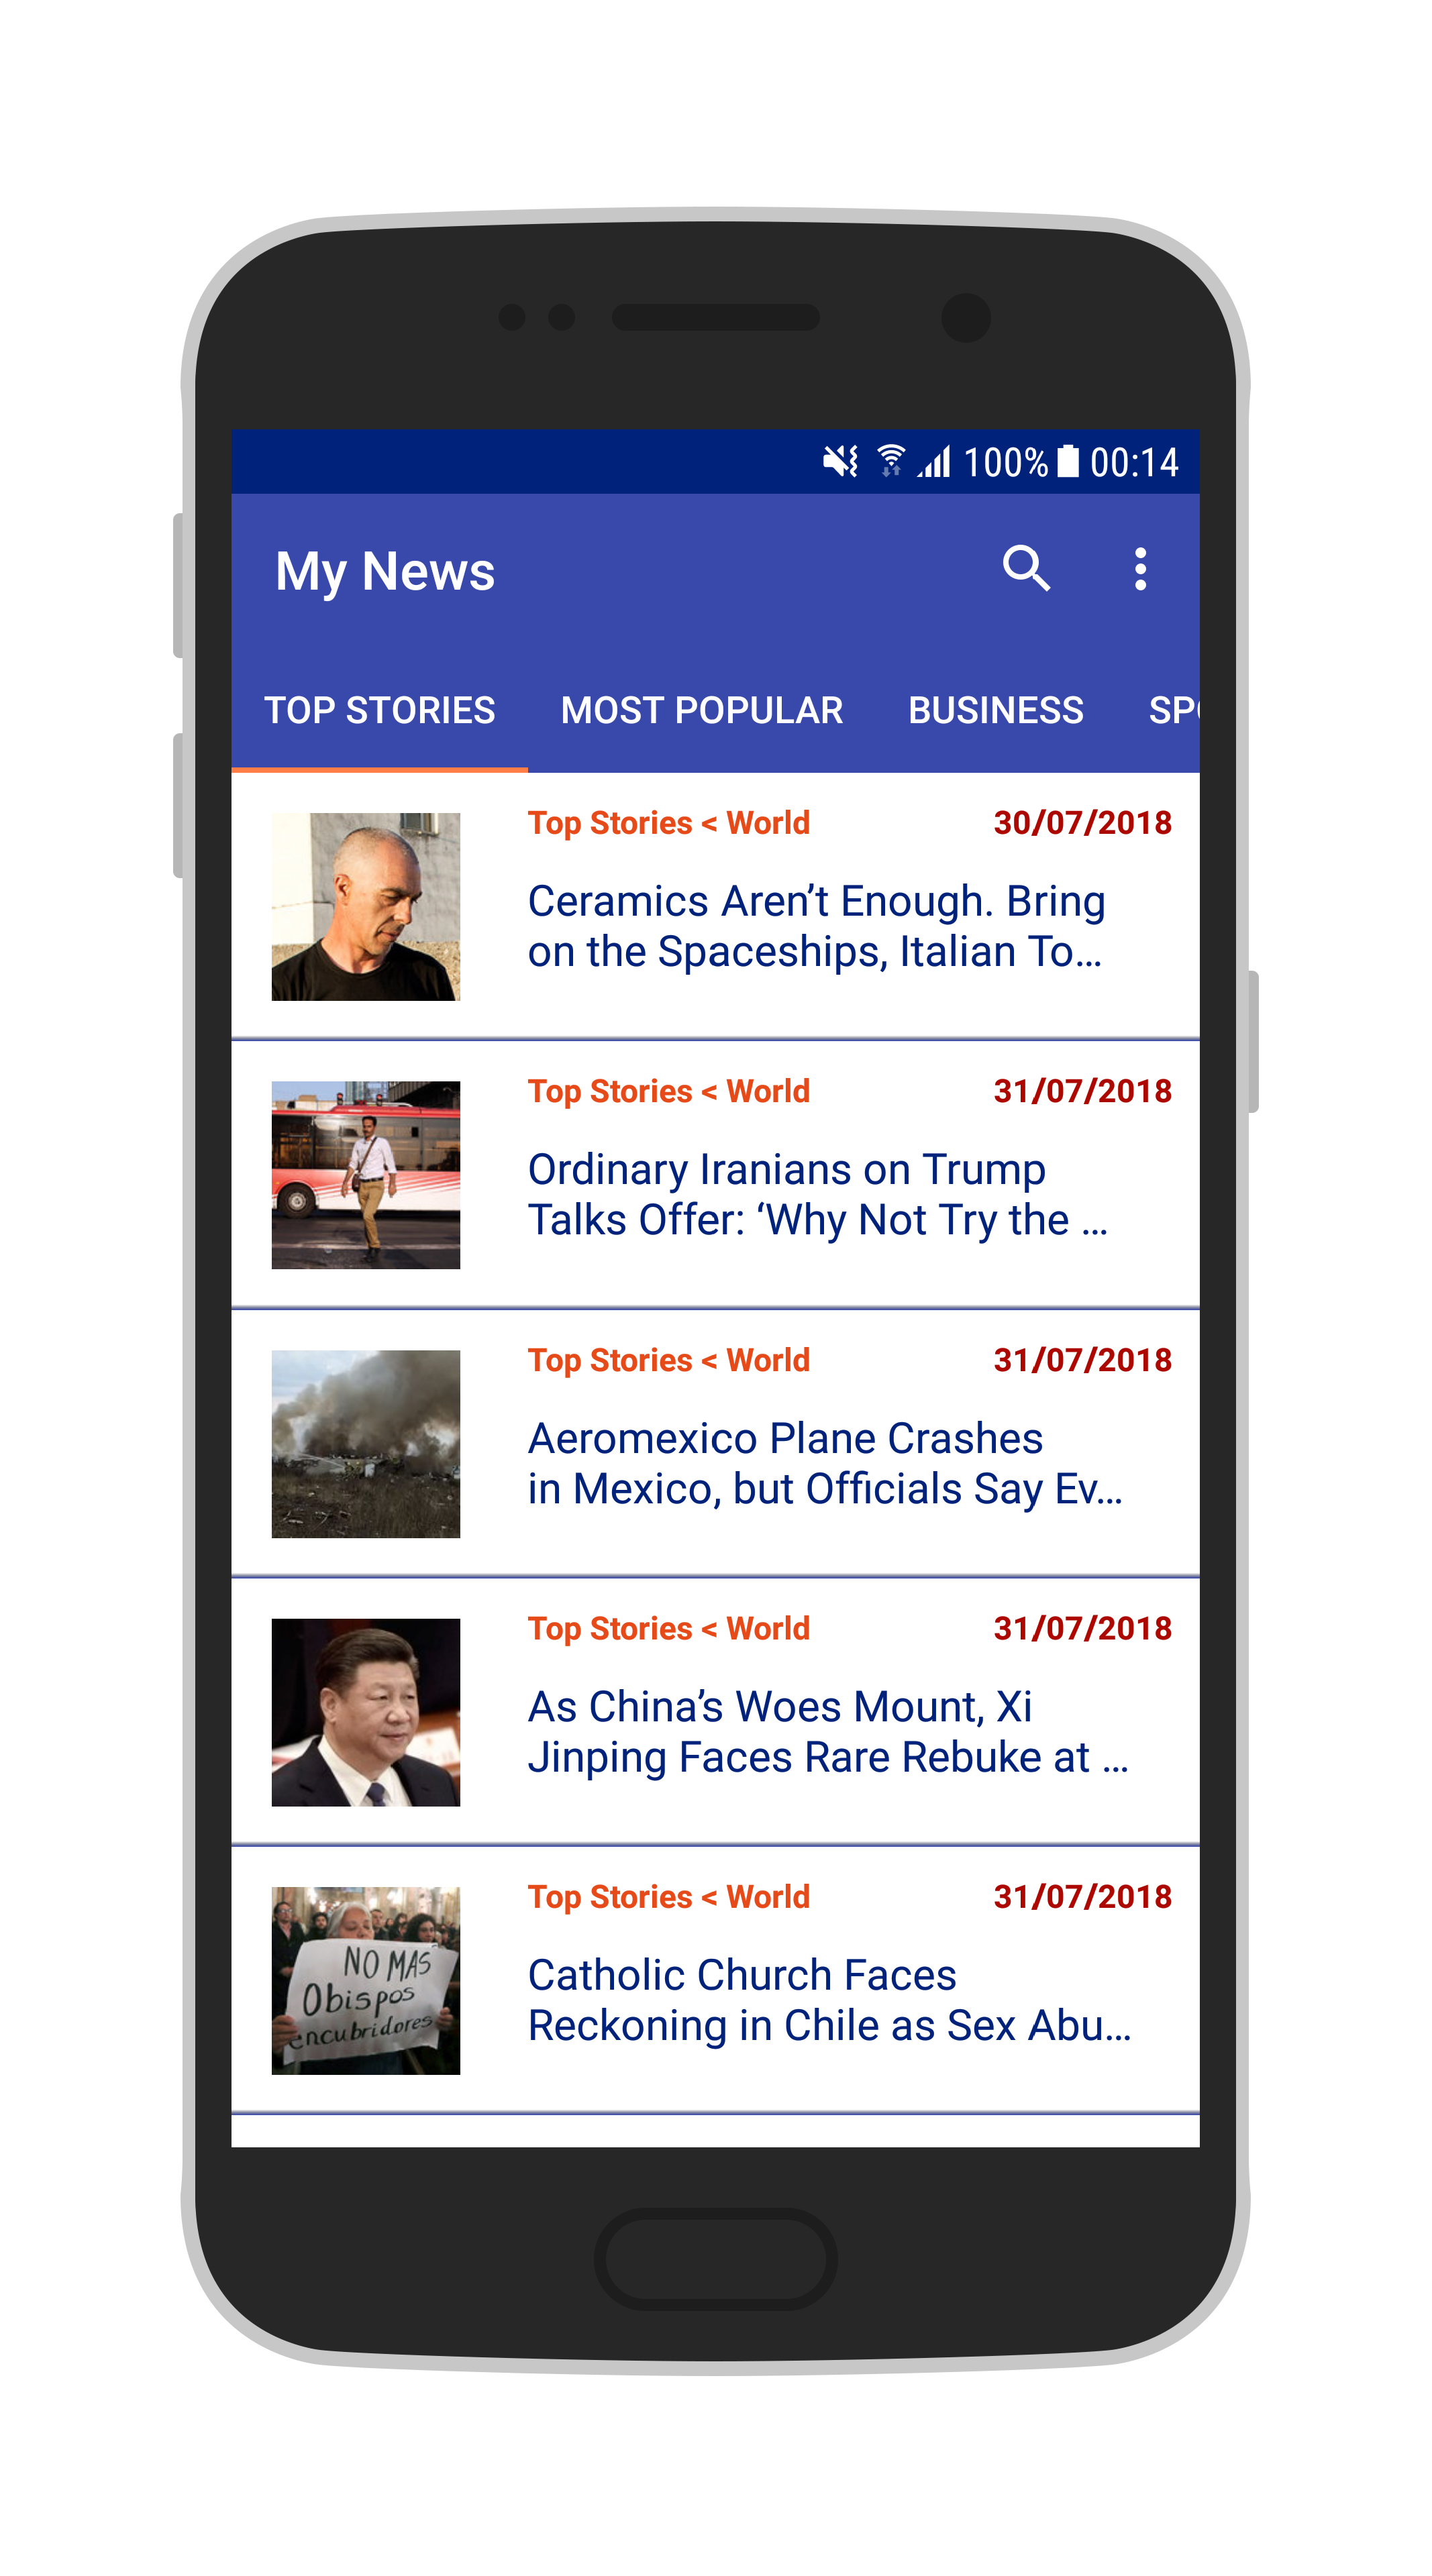 100% 00:14
My News
TOP STORIES MOST POPULAR BUSINESS SPO
Top Stories < World 30/07/2018
Ceramics Aren’t Enough. Bring
on the Spaceships, Italian To...
Top Stories < World 31/07/2018
Ordinary Iranians on Trump
Talks Offer: ‘Why Not Try the ...
Top Stories < World 31/07/2018
Aeromexico Plane Crashes
in Mexico, but Officials Say Ev...
Top Stories < World 31/07/2018
As China’s Woes Mount, Xi
Jinping Faces Rare Rebuke at ...
Top Stories < World 31/07/2018
Catholic Church Faces
Reckoning in Chile as Sex Abu...
NO MAS
Obispos
encubridores